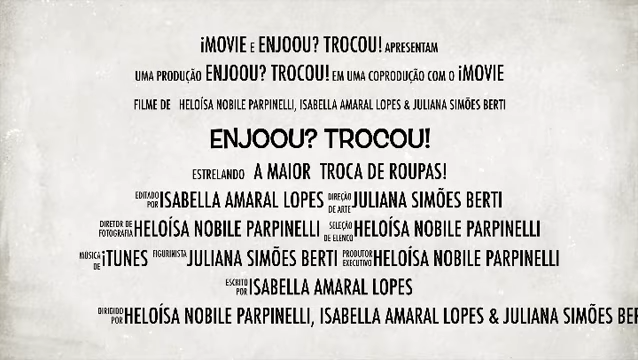 iMOVIE E ENJOOU? TROCOU! APRESENTAM
UMA PRODUÇÃO ENJOOU? TROCOU! EM UMA COPRODUÇÃO COM O iMOVIE
FILME DE HELOÍSA NOBILE PARPINELLI, ISABELLA AMARAL LOPES & JULIANA SIMÕES BERTI
ENJOOU? TROCOU!
ESTRELANDO A MAIOR TROCA DE ROUPAS!
EDITADO POR ISABELLA AMARAL LOPES DIREÇÃO DE ARTE JULIANA SIMÕES BERTI
DIRETOR DE FOTOGRAFIA HELOÍSA NOBILE PARPINELLI SELEÇÃO DE ELENCO HELOÍSA NOBILE PARPINELLI
MÚSICA DE iTUNES FIGURINISTA JULIANA SIMÕES BERTI PRODUTOR EXECUTIVO HELOÍSA NOBILE PARPINELLI
ESCRITO POR ISABELLA AMARAL LOPES
DIRIGIDO POR HELOÍSA NOBILE PARPINELLI, ISABELLA AMARAL LOPES & JULIANA SIMÕES BER